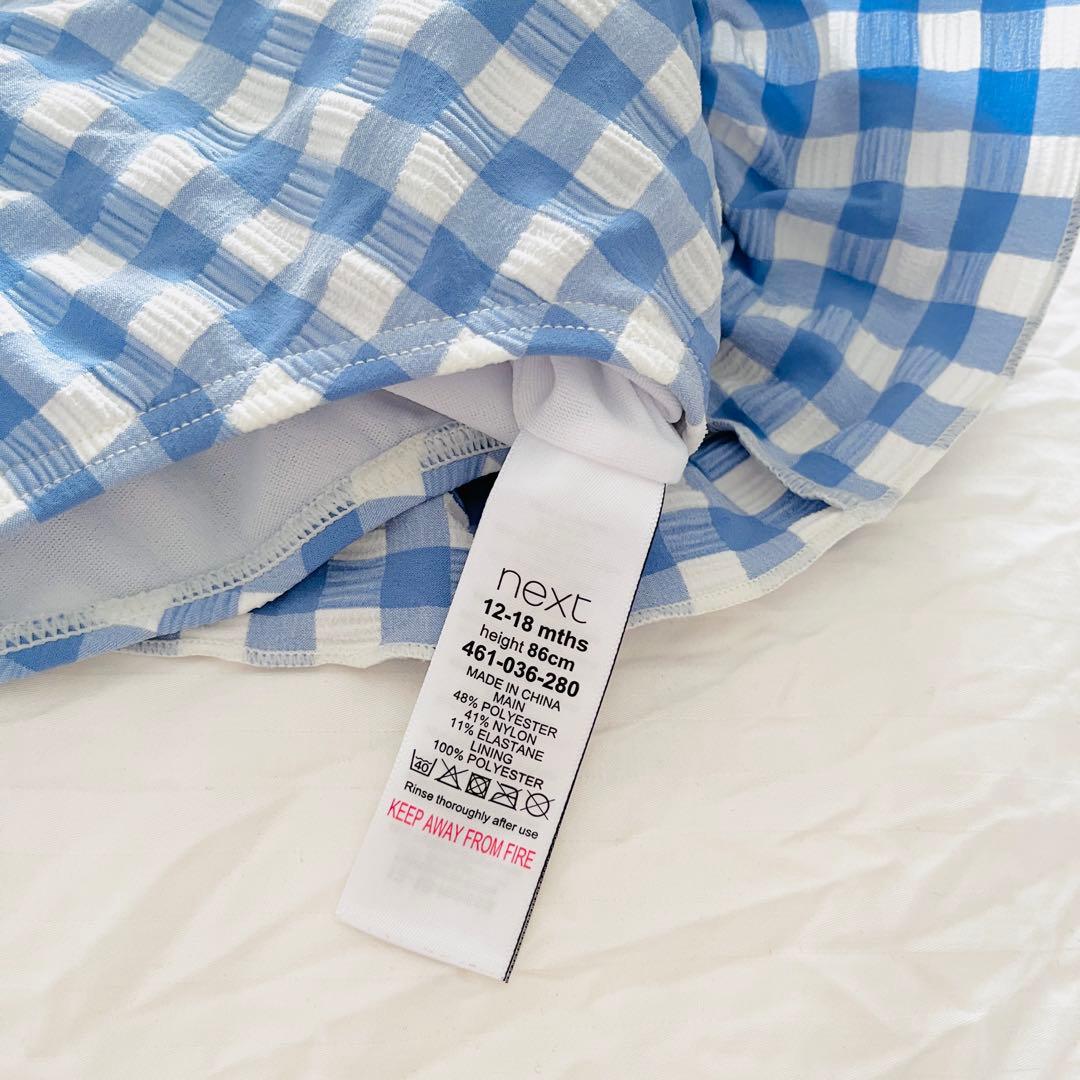 next
12-18 mths
height 86cm
461-036-280
MADE IN CHINA
MAIN
48% POLYESTER
41% NYLON
11% ELASTANE
LINING
100% POLYESTER
40
Rinse thoroughly after use
KEEP AWAY FROM FIRE